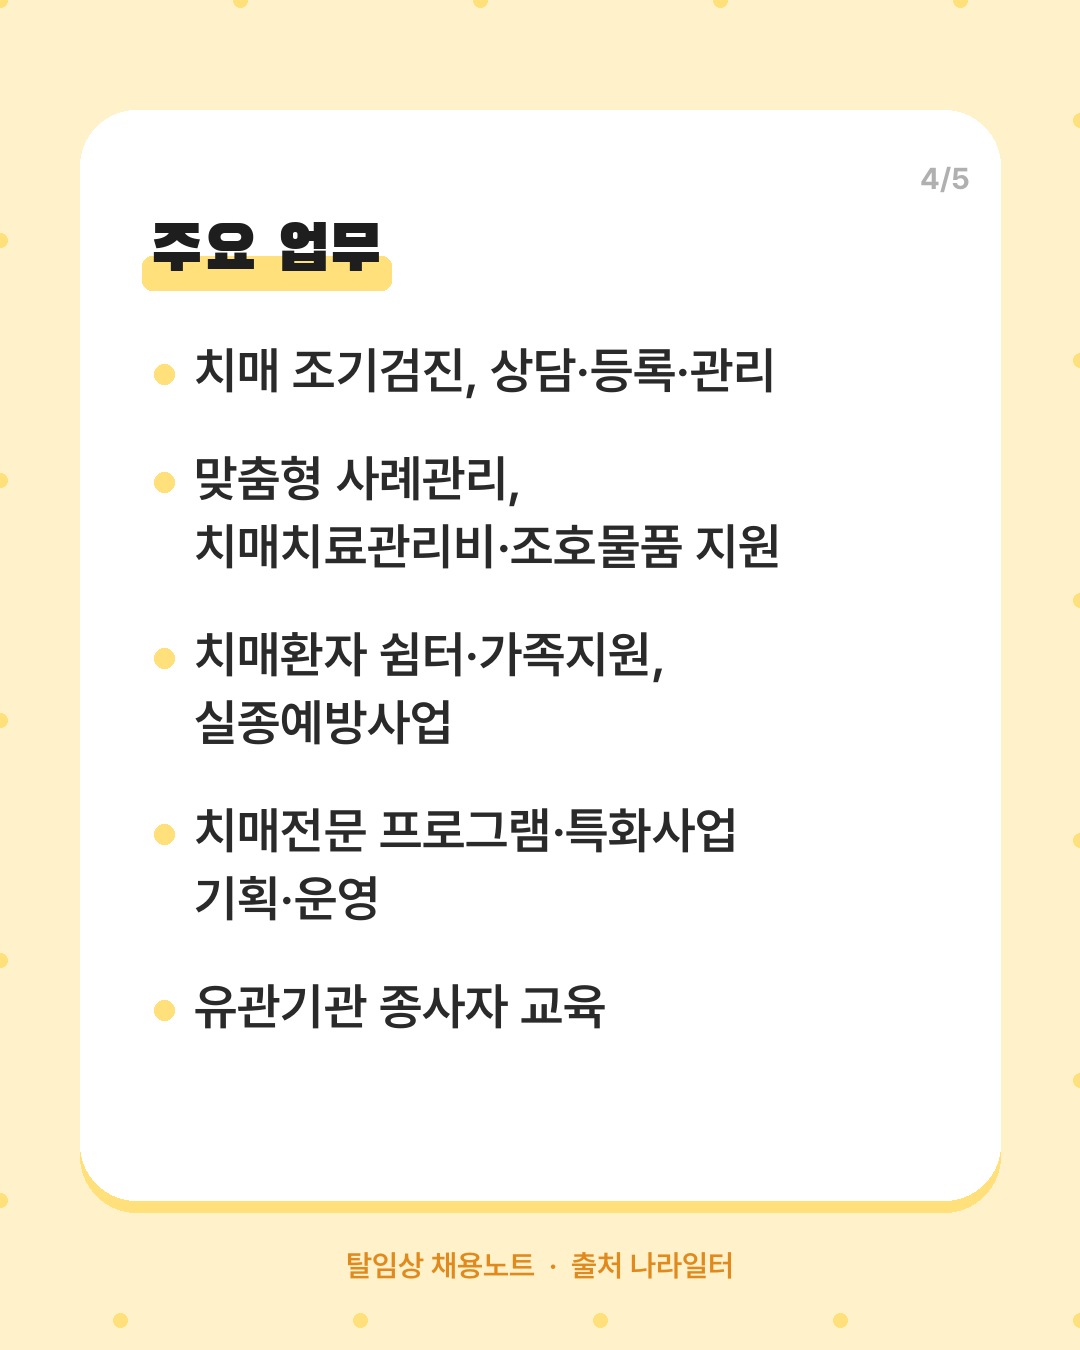 4/5
주요 업무
치매 조기검진, 상담·등록·관리
맞춤형 사례관리,
치매치료관리비·조호물품 지원
치매환자 쉼터·가족지원,
실종예방사업
치매전문 프로그램·특화사업
기획·운영
유관기관 종사자 교육
탈임상 채용노트 · 출처 나라일터